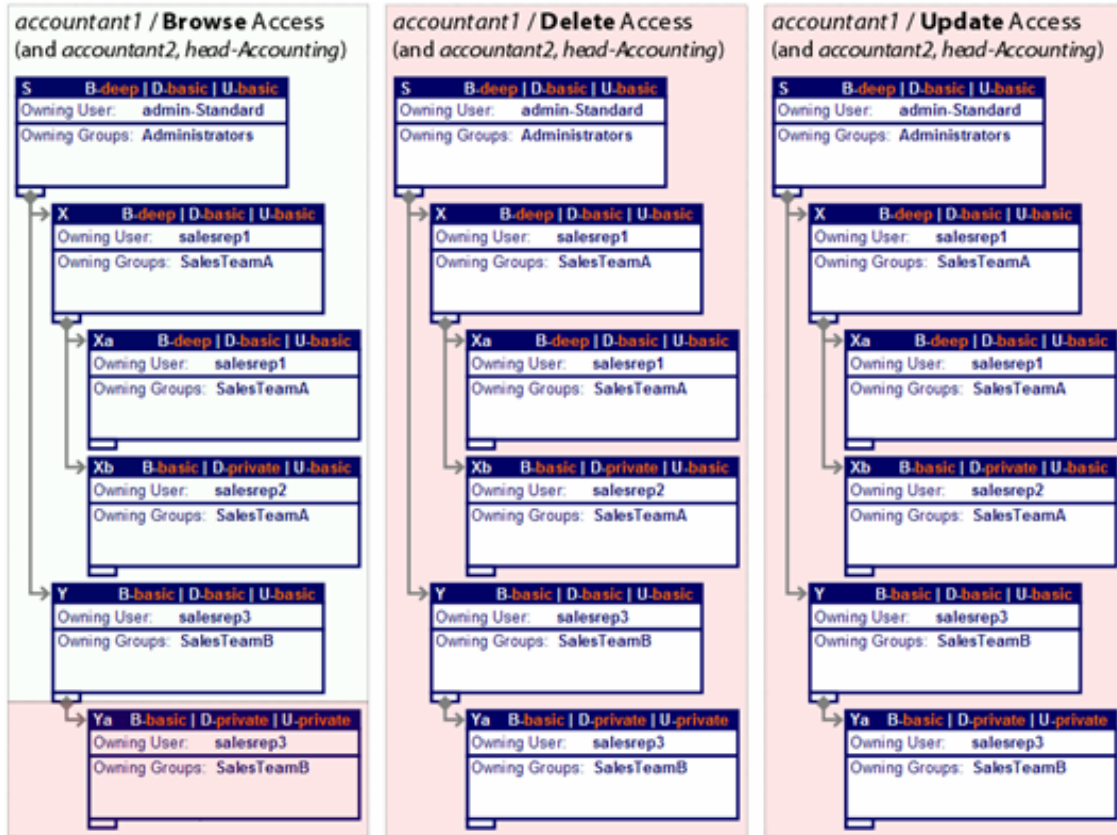 accountant1 / Browse Access
(and accountant2, head-Accounting)
S B-deep | D-basic | U-basic
Owning User: admin-Standard
Owning Groups: Administrators
X B-deep | D-basic | U-basic
Owning User: salesrep1
Owning Groups: SalesTeamA
Xa B-deep | D-basic | U-basic
Owning User: salesrep1
Owning Groups: SalesTeamA
Xb B-basic | D-private | U-basic
Owning User: salesrep2
Owning Groups: SalesTeamA
Y B-basic | D-basic | U-basic
Owning User: salesrep3
Owning Groups: SalesTeamB
Ya B-basic | D-private | U-private
Owning User: salesrep3
Owning Groups: SalesTeamB
accountant1 / Delete Access
(and accountant2, head-Accounting)
S B-deep | D-basic | U-basic
Owning User: admin-Standard
Owning Groups: Administrators
X B-deep | D-basic | U-basic
Owning User: salesrep1
Owning Groups: SalesTeamA
Xa B-deep | D-basic | U-basic
Owning User: salesrep1
Owning Groups: SalesTeamA
Xb B-basic | D-private | U-basic
Owning User: salesrep2
Owning Groups: SalesTeamA
Y B-basic | D-basic | U-basic
Owning User: salesrep3
Owning Groups: SalesTeamB
Ya B-basic | D-private | U-private
Owning User: salesrep3
Owning Groups: SalesTeamB
accountant1 / Update Access
(and accountant2, head-Accounting)
S B-deep | D-basic | U-basic
Owning User: admin-Standard
Owning Groups: Administrators
X B-deep | D-basic | U-basic
Owning User: salesrep1
Owning Groups: SalesTeamA
Xa B-deep | D-basic | U-basic
Owning User: salesrep1
Owning Groups: SalesTeamA
Xb B-basic | D-private | U-basic
Owning User: salesrep2
Owning Groups: SalesTeamA
Y B-basic | D-basic | U-basic
Owning User: salesrep3
Owning Groups: SalesTeamB
Ya B-basic | D-private | U-private
Owning User: salesrep3
Owning Groups: SalesTeamB